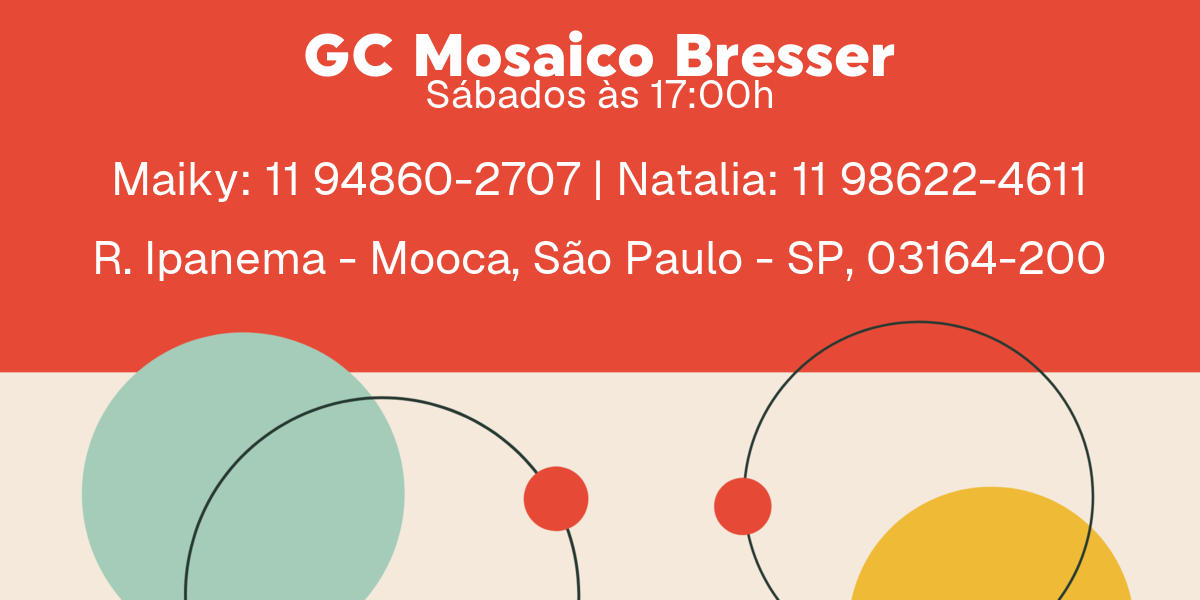 GC Mosaico Bresser
Sábados às 17:00h
Maiky: 11 94860-2707 | Natalia: 11 98622-4611
R. Ipanema - Mooca, São Paulo - SP, 03164-200